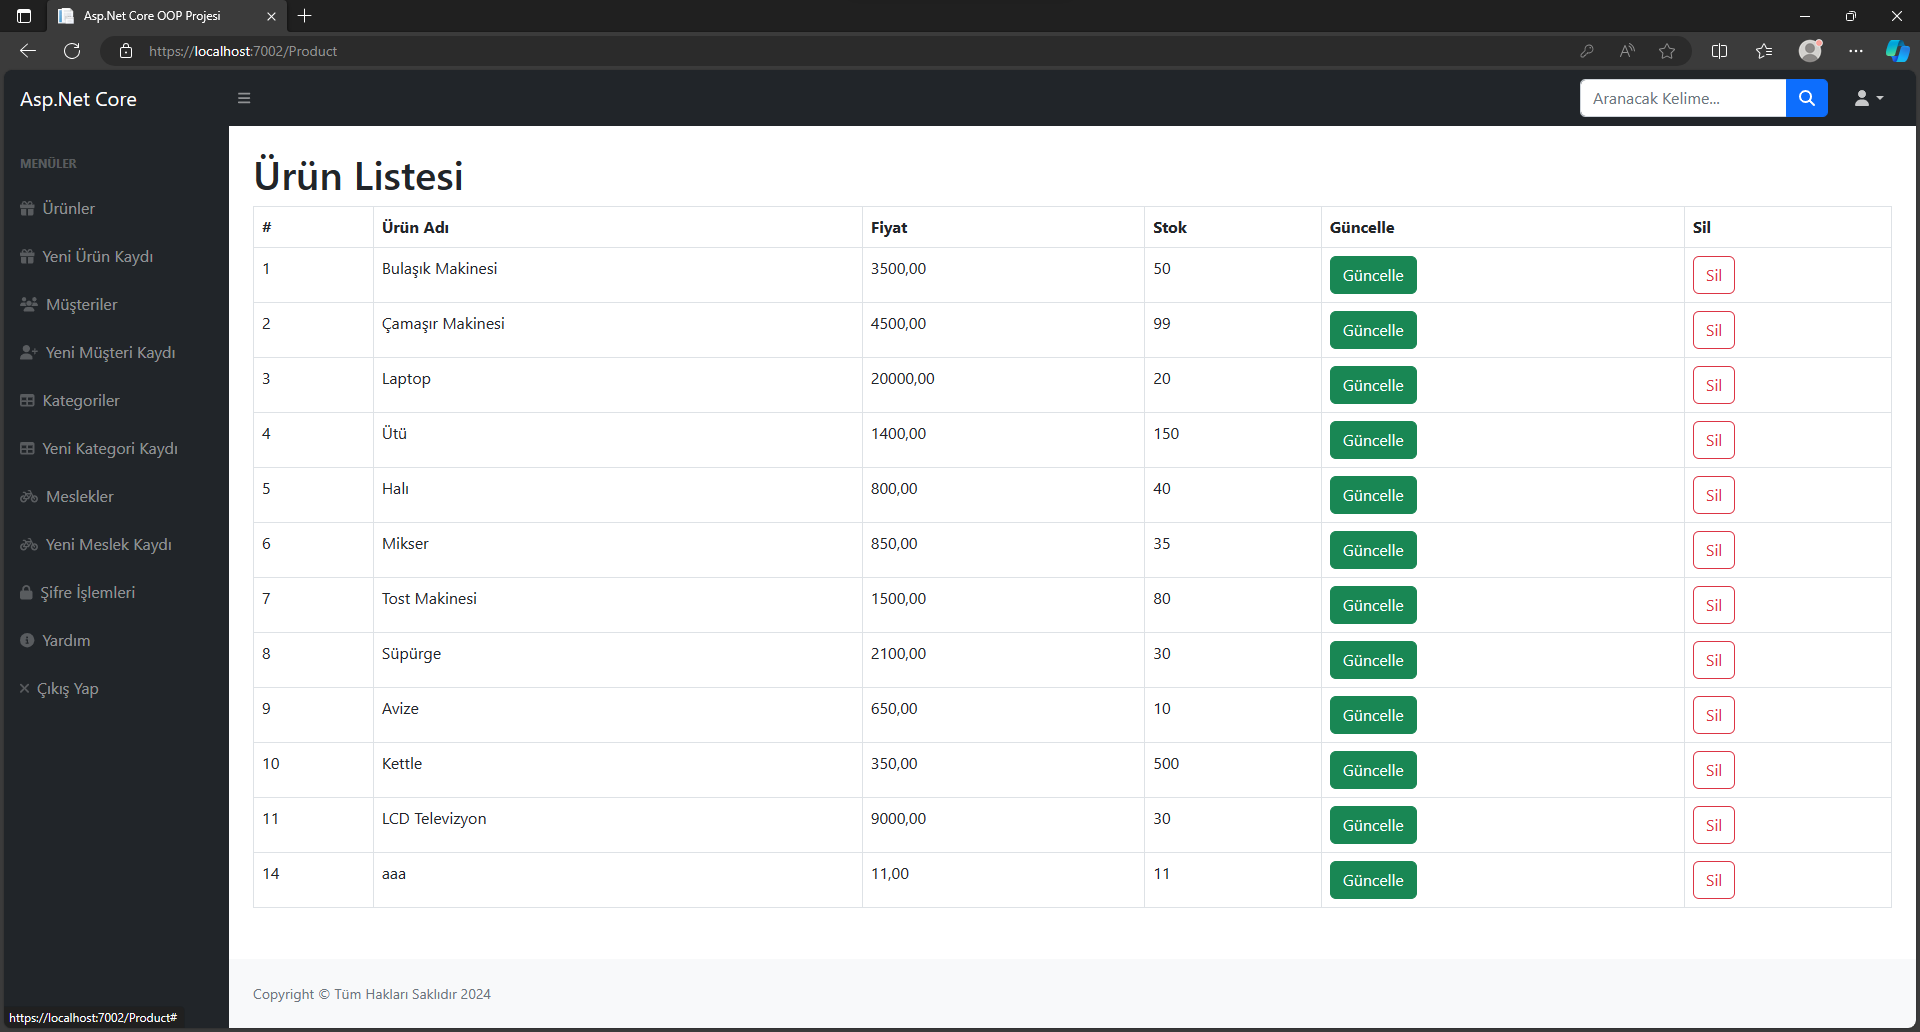 Asp.Net Core OOP Projesi
https://localhost:7002/Product
Asp.Net Core
Aranacak Kelime...
MENÜLER
Ürünler
Yeni Ürün Kaydı
Müşteriler
Yeni Müşteri Kaydı
Kategoriler
Yeni Kategori Kaydı
Meslekler
Yeni Meslek Kaydı
Şifre İşlemleri
Yardım
Çıkış Yap
Ürün Listesi
# Ürün Adı Fiyat Stok Güncelle Sil
1 Bulaşık Makinesi 3500,00 50 Güncelle Sil
2 Çamaşır Makinesi 4500,00 99 Güncelle Sil
3 Laptop 20000,00 20 Güncelle Sil
4 Ütü 1400,00 150 Güncelle Sil
5 Halı 800,00 40 Güncelle Sil
6 Mikser 850,00 35 Güncelle Sil
7 Tost Makinesi 1500,00 80 Güncelle Sil
8 Süpürge 2100,00 30 Güncelle Sil
9 Avize 650,00 10 Güncelle Sil
10 Kettle 350,00 500 Güncelle Sil
11 LCD Televizyon 9000,00 30 Güncelle Sil
14 aaa 11,00 11 Güncelle Sil
Copyright © Tüm Hakları Saklıdır 2024
https://localhost:7002/Product#